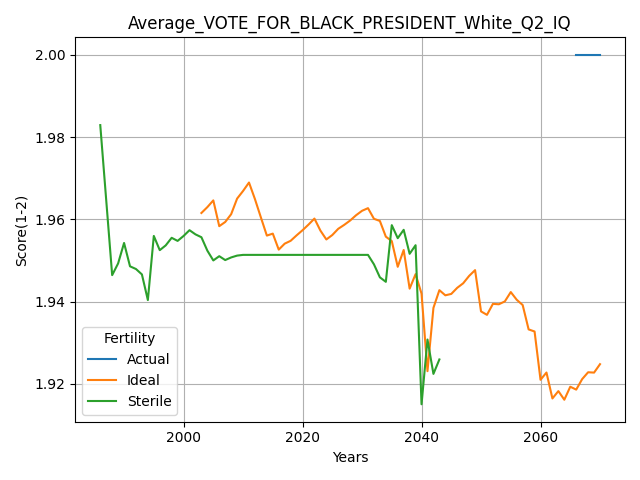 Average_VOTE_FOR_BLACK_PRESIDENT_White_Q2_IQ
2.00
1.98
1.96
1.94
1.92
Score(1-2)
Fertility
Actual
Ideal
Sterile
2000
2020
2040
2060
Years